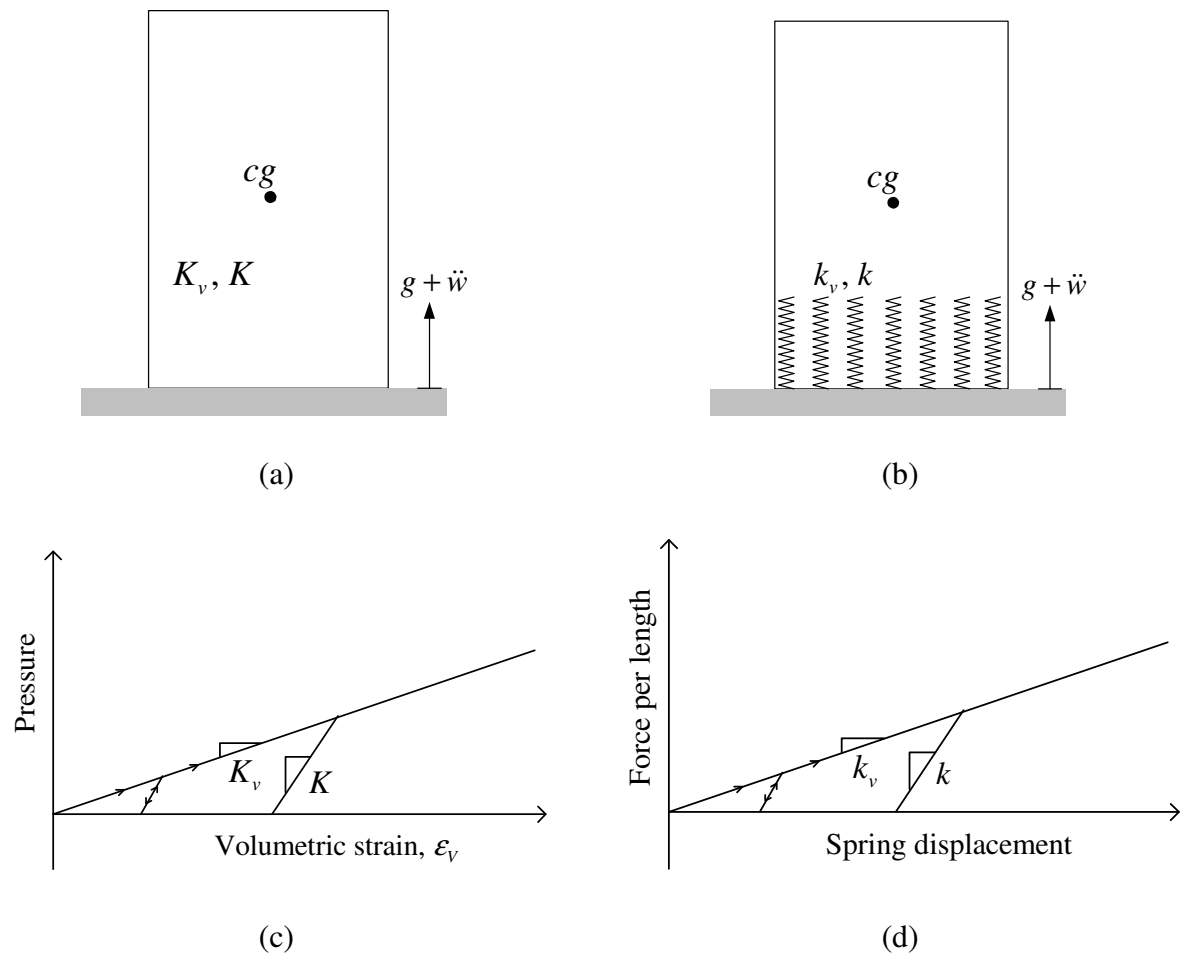 cg
K_v, K
g + ẅ
(a)
cg
k_v, k
g + ẅ
(b)
Pressure
K_v
K
Volumetric strain, ε_V
(c)
Force per length
k_v
k
Spring displacement
(d)